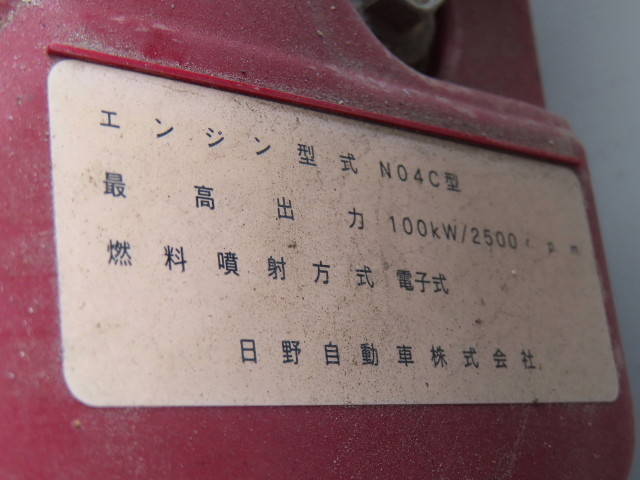 エンジン型式 N04C型
最高出力 100kW/2500rpm
燃料噴射方式 電子式
日野自動車株式会社